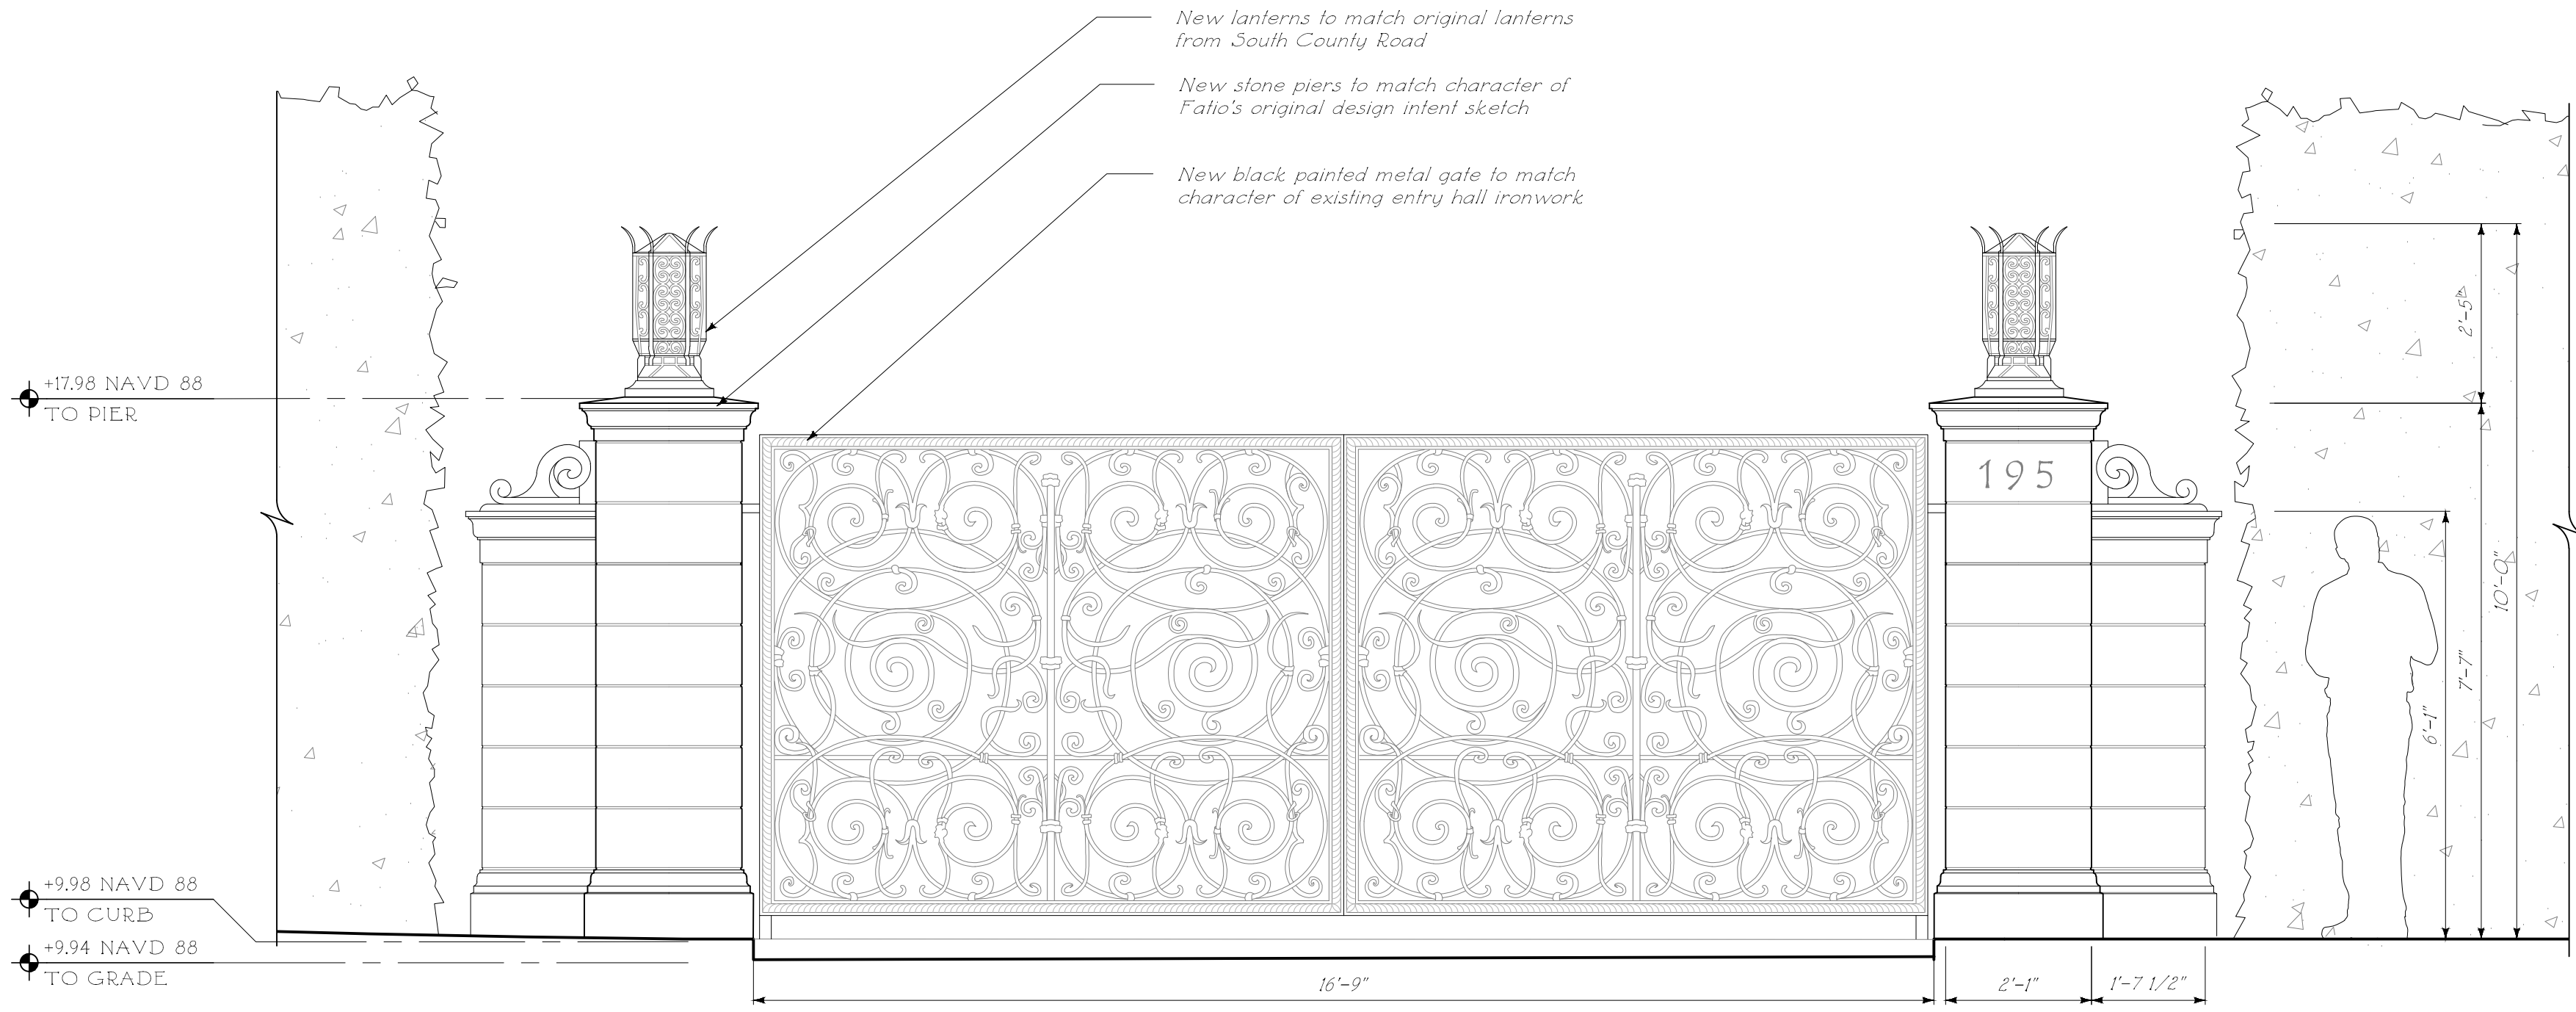 New lanterns to match original lanterns
from South County Road
New stone piers to match character of
Fatio's original design intent sketch
New black painted metal gate to match
character of existing entry hall ironwork
+17.98 NAVD 88
TO PIER
195
2'-5"
10'-0"
7'-7"
6'-1"
+9.98 NAVD 88
TO CURB
+9.94 NAVD 88
TO GRADE
16'-9"
2'-1"
1'-7 1/2"